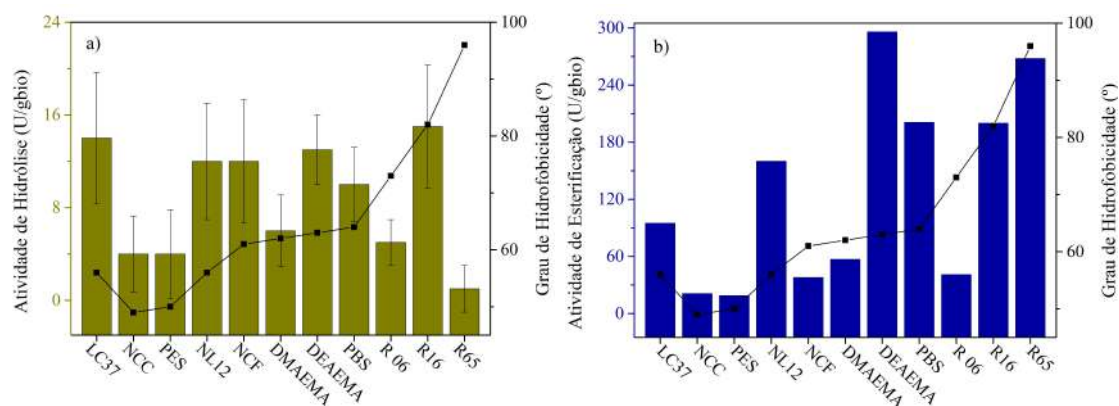 a)
Atividade de Hidrólise (U/gbio)
24
16
8
0
100
80
60
Grau de Hidrofobicidade (º)
LC37
NCC
PES
NL12
NCF
DMAEMA
DEAEMA
PBS
R 06
R16
R65
b)
Atividade de Esterificação (U/gbio)
300
240
180
120
60
0
100
80
60
Grau de Hidrofobicidade (º)
LC37
NCC
PES
NL12
NCF
DMAEMA
DEAEMA
PBS
R 06
R16
R65